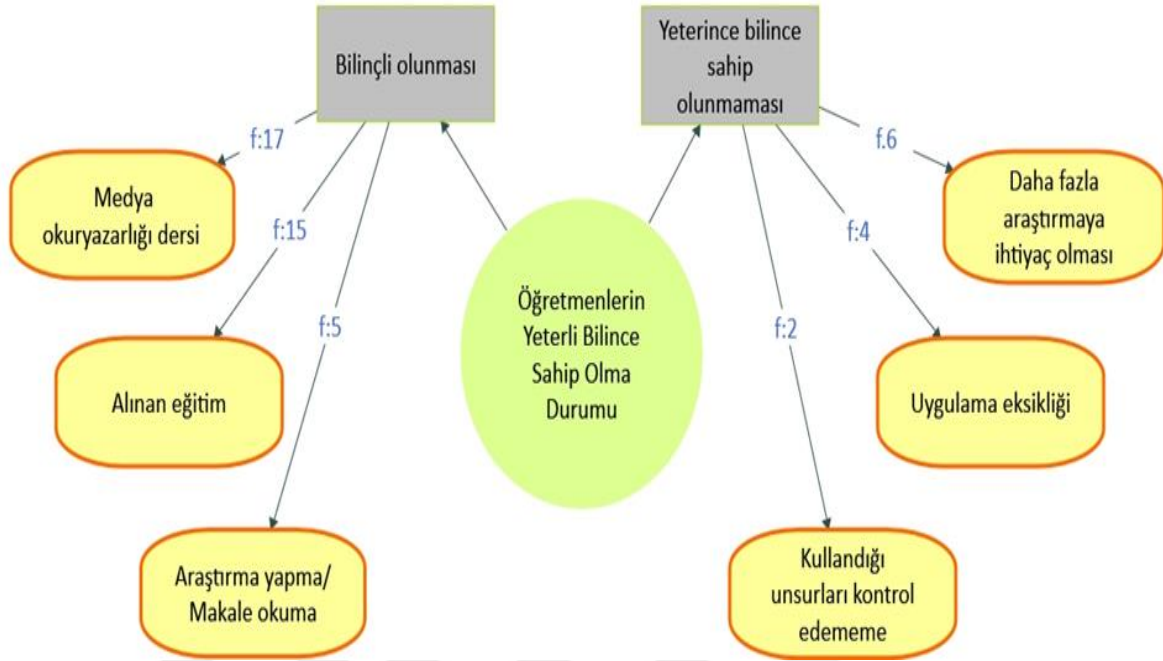 Bilinçli olunması
Yeterince bilince
sahip
olunmaması
f:17
f:15
f:5
f.6
f:4
f:2
Medya
okuryazarlığı dersi
Daha fazla
araştırmaya
ihtiyaç olması
Öğretmenlerin
Yeterli Bilince
Sahip Olma
Durumu
Alınan eğitim
Uygulama eksikliği
Araştırma yapma/
Makale okuma
Kullandığı
unsurları kontrol
edememe